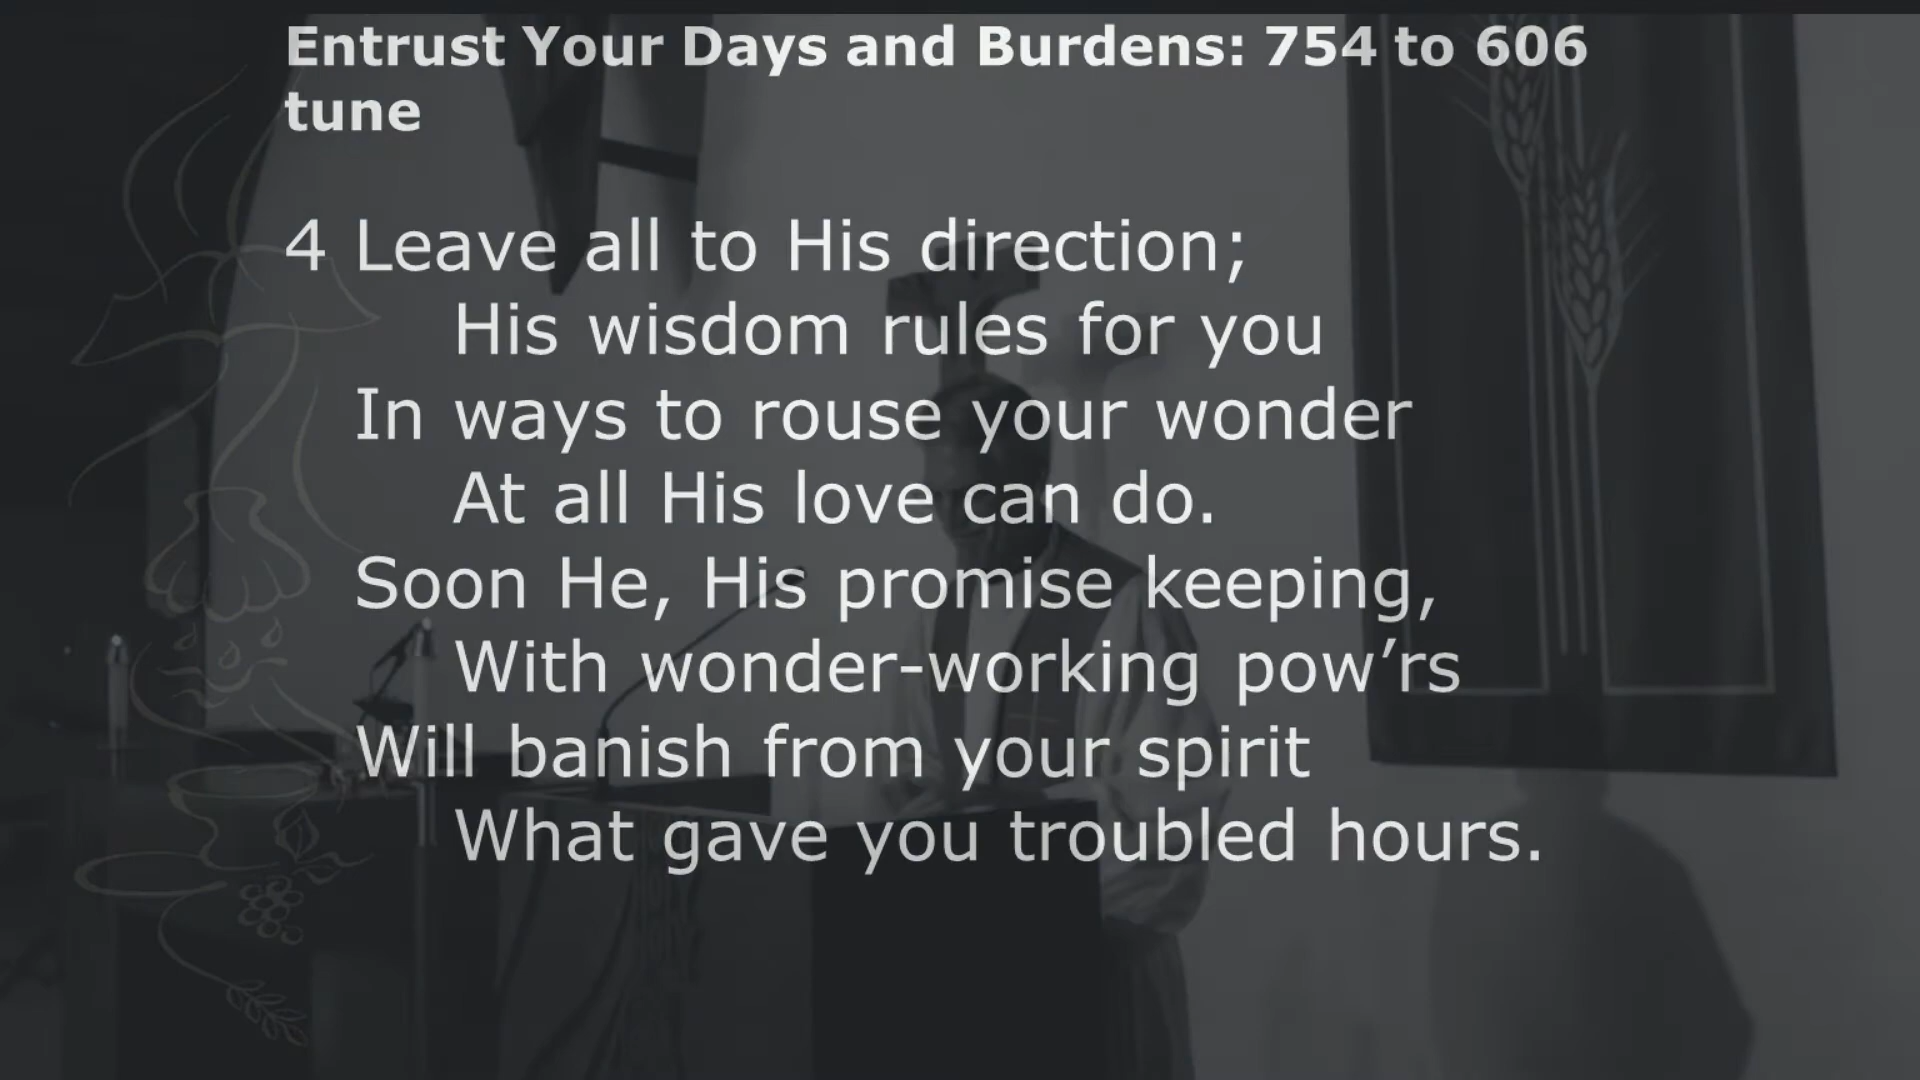 Entrust Your Days and Burdens: 754 to 606
tune
4 Leave all to His direction;
His wisdom rules for you
In ways to rouse your wonder
At all His love can do.
Soon He, His promise keeping,
With wonder-working pow’rs
Will banish from your spirit
What gave you troubled hours.